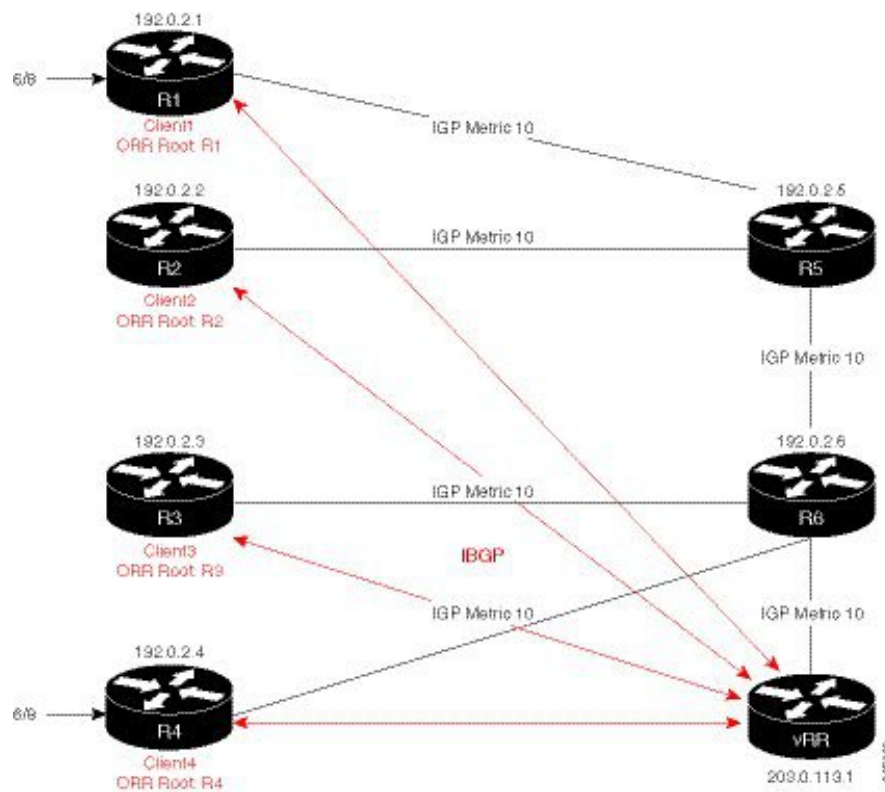 192.0.2.1
6/8
R1
Client1
ORR Root R1
IGP Metric 10
192.0.2.2
192.0.2.5
R2
IGP Metric 10
R5
Client2
ORR Root R2
IGP Metric 10
192.0.2.3
192.0.2.6
R3
IGP Metric 10
R6
Client3
ORR Root R3
IBGP
IGP Metric 10
IGP Metric 10
192.0.2.4
6/8
R4
vRR
Client4
ORR Root R4
203.0.113.1